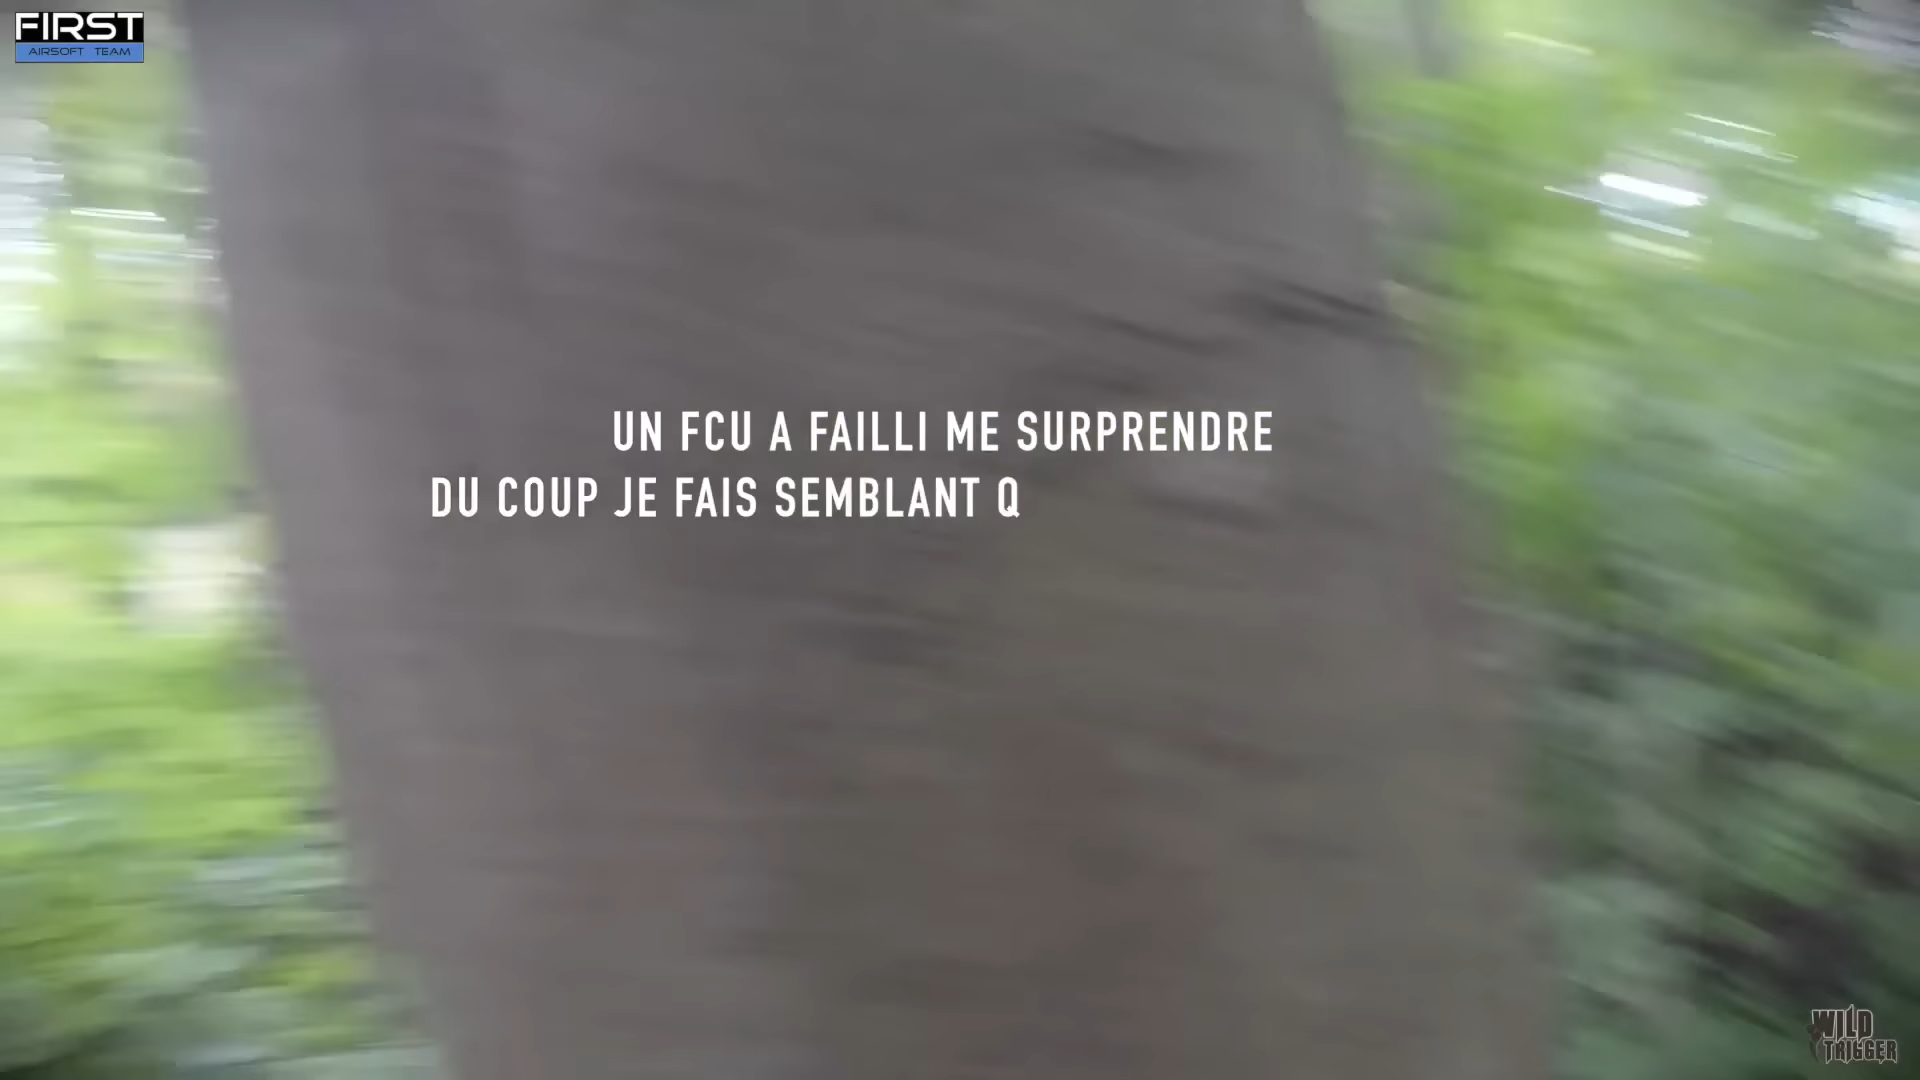 FIRST
AIRSOFT TEAM
UN FCU A FAILLI ME SURPRENDRE
DU COUP JE FAIS SEMBLANT Q
WILD
TRIGGER